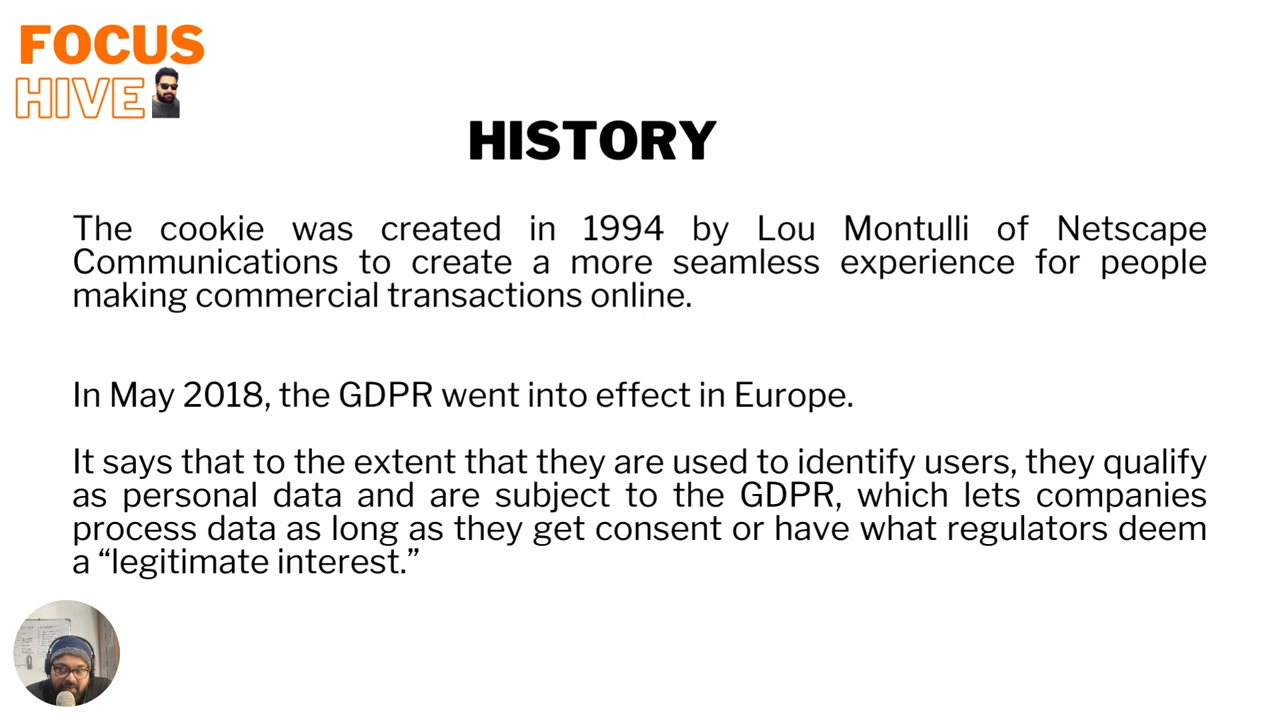 FOCUS
HIVE
HISTORY
The cookie was created in 1994 by Lou Montulli of Netscape
Communications to create a more seamless experience for people
making commercial transactions online.
In May 2018, the GDPR went into effect in Europe.
It says that to the extent that they are used to identify users, they qualify
as personal data and are subject to the GDPR, which lets companies
process data as long as they get consent or have what regulators deem
a “legitimate interest.”